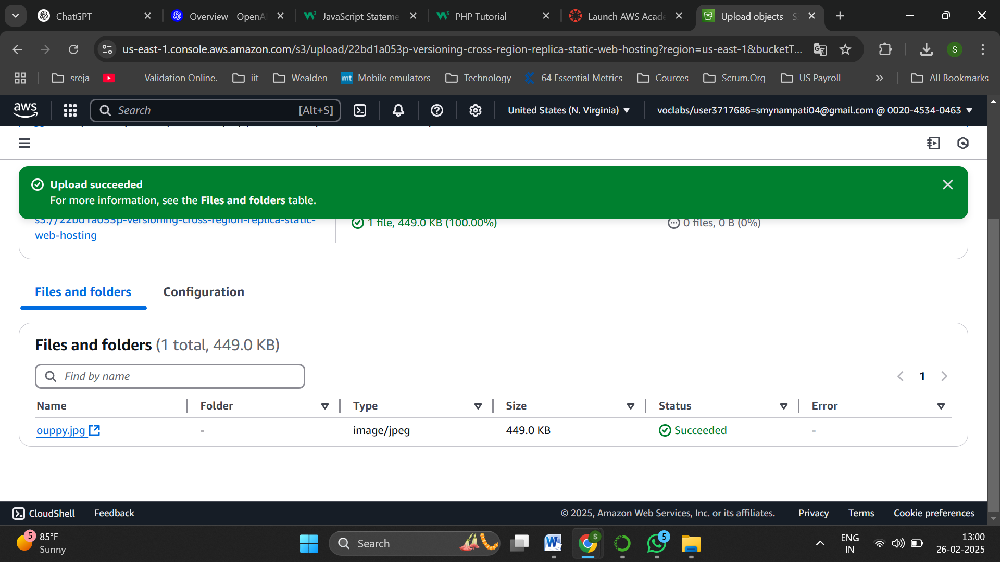 ChatGPT
Overview - OpenA
JavaScript Stateme
PHP Tutorial
Launch AWS Acade
Upload objects - S
us-east-1.console.aws.amazon.com/s3/upload/22bd1a053p-versioning-cross-region-replica-static-web-hosting?region=us-east-1&bucketT...
S
sreja
Validation Online.
iit
Wealden
mt Mobile emulators
Technology
64 Essential Metrics
Cources
Scrum.Org
US Payroll
All Bookmarks
aws
Search
[Alt+S]
United States (N. Virginia)
voclabs/user3717686=smynampati04@gmail.com @ 0020-4534-0463
Upload succeeded
For more information, see the Files and folders table.
s3://22bd1a053p-versioning-cross-region-replica-static-
web-hosting
1 file, 449.0 KB (100.00%)
0 files, 0 B (0%)
Files and folders
Configuration
Files and folders (1 total, 449.0 KB)
Find by name
1
Name Folder Type Size Status Error
ouppy.jpg - image/jpeg 449.0 KB Succeeded -
CloudShell
Feedback
© 2025, Amazon Web Services, Inc. or its affiliates.
Privacy
Terms
Cookie preferences
5
85°F
Sunny
Search
W
S
5
ENG
IN
13:00
26-02-2025